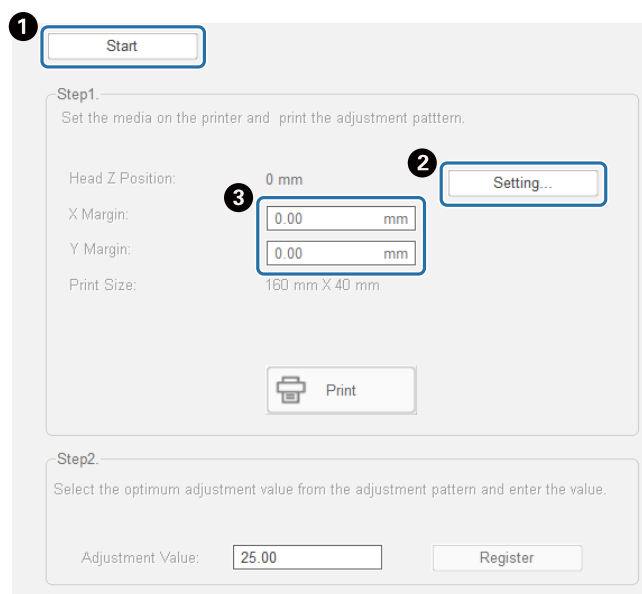 1
Start
Step1.
Set the media on the printer and print the adjustment patttern.
Head Z Position: 0 mm
2
Setting...
3
X Margin: 0.00 mm
Y Margin: 0.00 mm
Print Size: 160 mm X 40 mm
Print
Step2.
Select the optimum adjustment value from the adjustment pattern and enter the value.
Adjustment Value: 25.00 Register